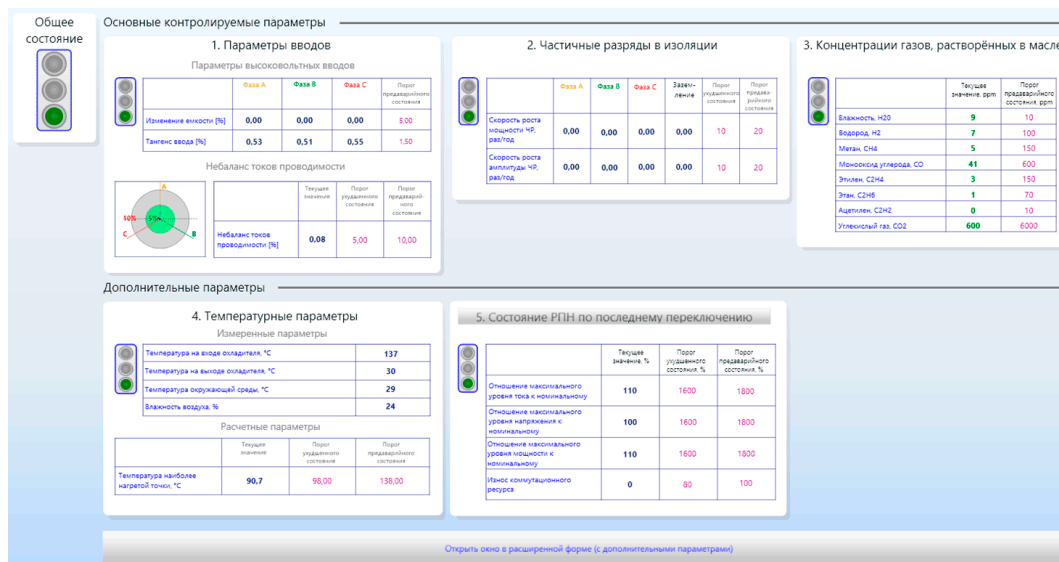 Общее
состояние
Основные контролируемые параметры
1. Параметры вводов
Параметры высоковольтных вводов
Фаза A Фаза B Фаза C Порог
предаварийного
состояния
Изменение емкости [%] 0,00 0,00 0,00 5,00
Тангенс ввода [%] 0,53 0,51 0,55 1,50
Небаланс токов проводимости
A
50% 5%
C B
Текущее
значение
Порог
ухудшенного
состояния
Порог
предаварий-
ного
состояния
Небаланс токов
проводимости [%] 0,08 5,00 10,00
2. Частичные разряды в изоляции
Фаза A Фаза B Фаза C Зазем-
ление
Порог
ухудшенного
состояния
Порог
предава-
рийного
состояния
Скорость роста
мощности ЧР,
раз/год
0,00 0,00 0,00 0,00 10 20
Скорость роста
амплитуды ЧР,
раз/год
0,00 0,00 0,00 0,00 10 20
3. Концентрации газов, растворённых в масле
Текущее
значение, ppm
Порог
предаварийного
состояния, ppm
Влажность, H20 9 10
Водород, H2 7 100
Метан, CH4 5 150
Монооксид углерода, CO 41 600
Этилен, C2H4 3 150
Этан, C2H6 1 70
Ацетилен, C2H2 0 10
Углекислый газ, CO2 600 6000
Дополнительные параметры
4. Температурные параметры
Измеренные параметры
Температура на входе охладителя, °C 137
Температура на выходе охладителя, °C 30
Температура окружающей среды, °C 29
Влажность воздуха, % 24
Расчетные параметры
Текущее
значение
Порог
ухудшенного
состояния
Порог
предаварийного
состояния
Температура наиболее
нагретой точки, °C 90,7 98,00 138,00
5. Состояние РПН по последнему переключению
Текущее
значение, %
Порог
ухудшенного
состояния, %
Порог
предаварийного
состояния, %
Отношение максимального
уровня тока к номинальному 110 1600 1800
Отношение максимального
уровня напряжения к
номинальному
100 1600 1800
Отношение максимального
уровня мощности к
номинальному
110 1600 1800
Износ коммутационного
ресурса 0 80 100
Открыть окно в расширенной форме (с дополнительными параметрами)